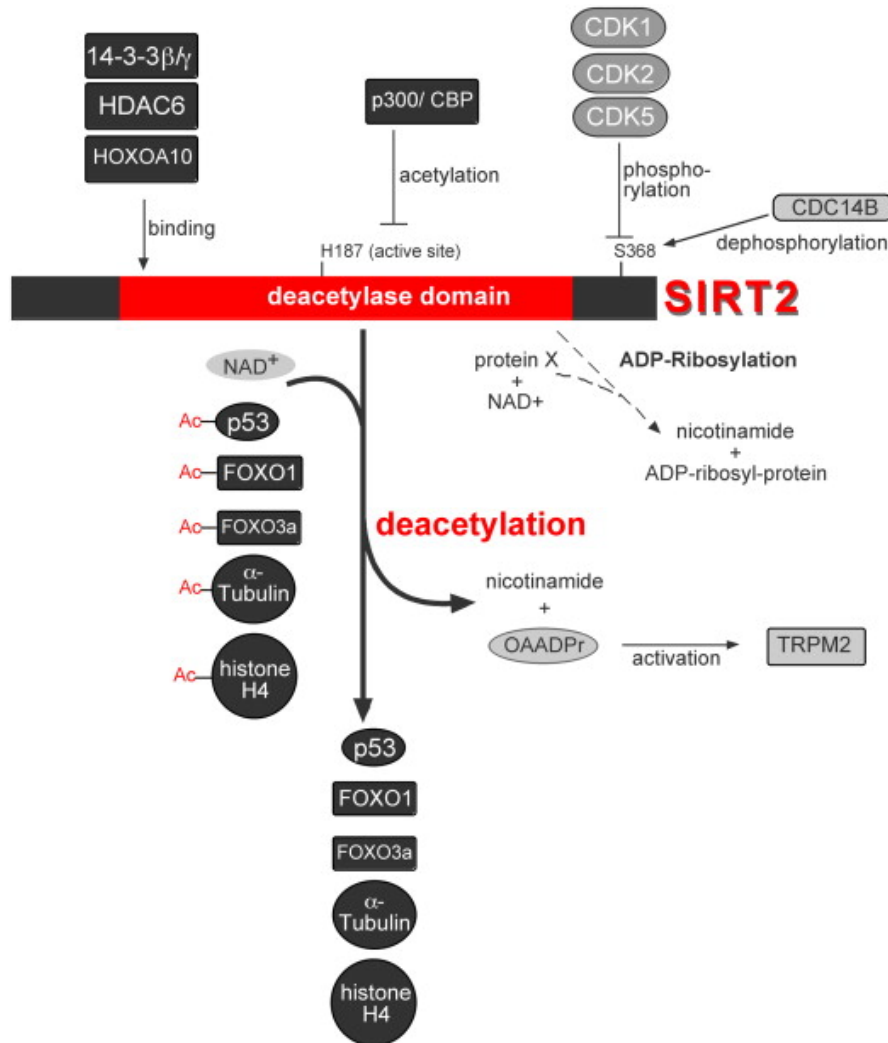 14-3-3β/γ
HDAC6
HOXOA10
binding
p300/ CBP
acetylation
H187 (active site)
CDK1
CDK2
CDK5
phospho-
rylation
CDC14B
dephosphorylation
S368
deacetylase domain
SIRT2
NAD+
Ac
p53
Ac
FOXO1
Ac
FOXO3a
Ac
α-
Tubulin
Ac
histone
H4
protein X
+
NAD+
ADP-Ribosylation
nicotinamide
+
ADP-ribosyl-protein
deacetylation
nicotinamide
+
OAADPr
activation
TRPM2
p53
FOXO1
FOXO3a
α-
Tubulin
histone
H4